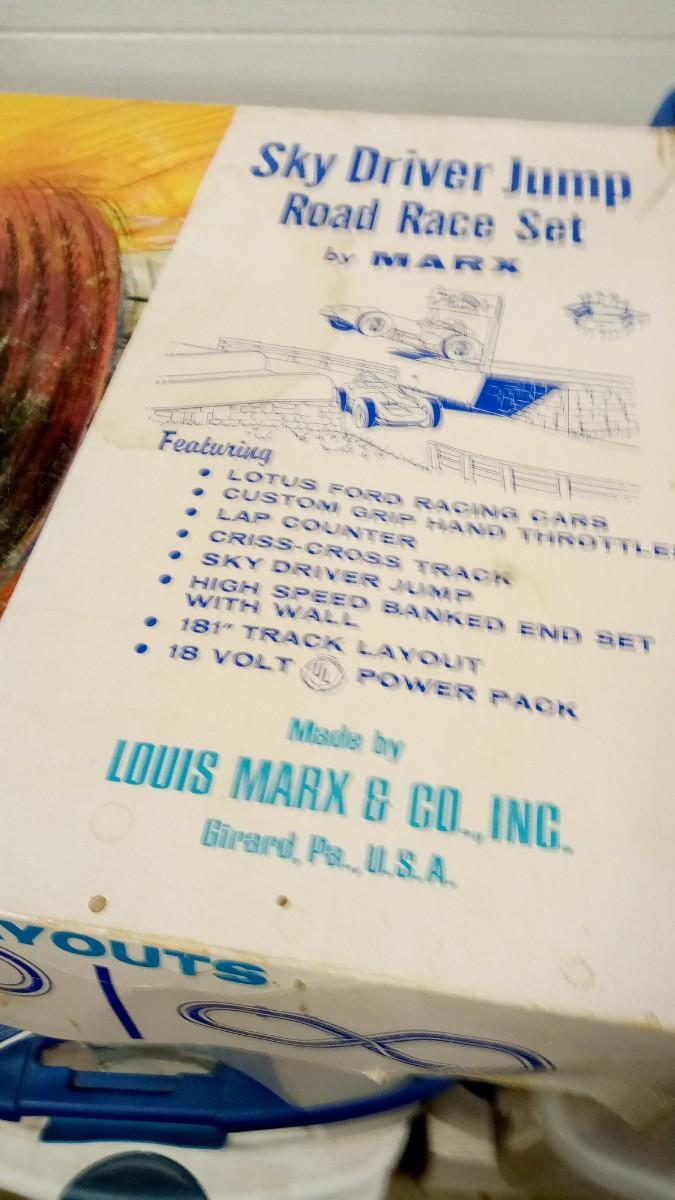 Sky Driver Jump
Road Race Set
by MARX
Featuring
• LOTUS FORD RACING CARS
• CUSTOM GRIP HAND THROTTLES
• LAP COUNTER
• CRISS-CROSS TRACK
• SKY DRIVER JUMP
• HIGH SPEED BANKED END SET
WITH WALL
• 181" TRACK LAYOUT
• 18 VOLT UL POWER PACK
Made by
LOUIS MARX & CO., INC.
Girard, Pa., U.S.A.
YOUTS